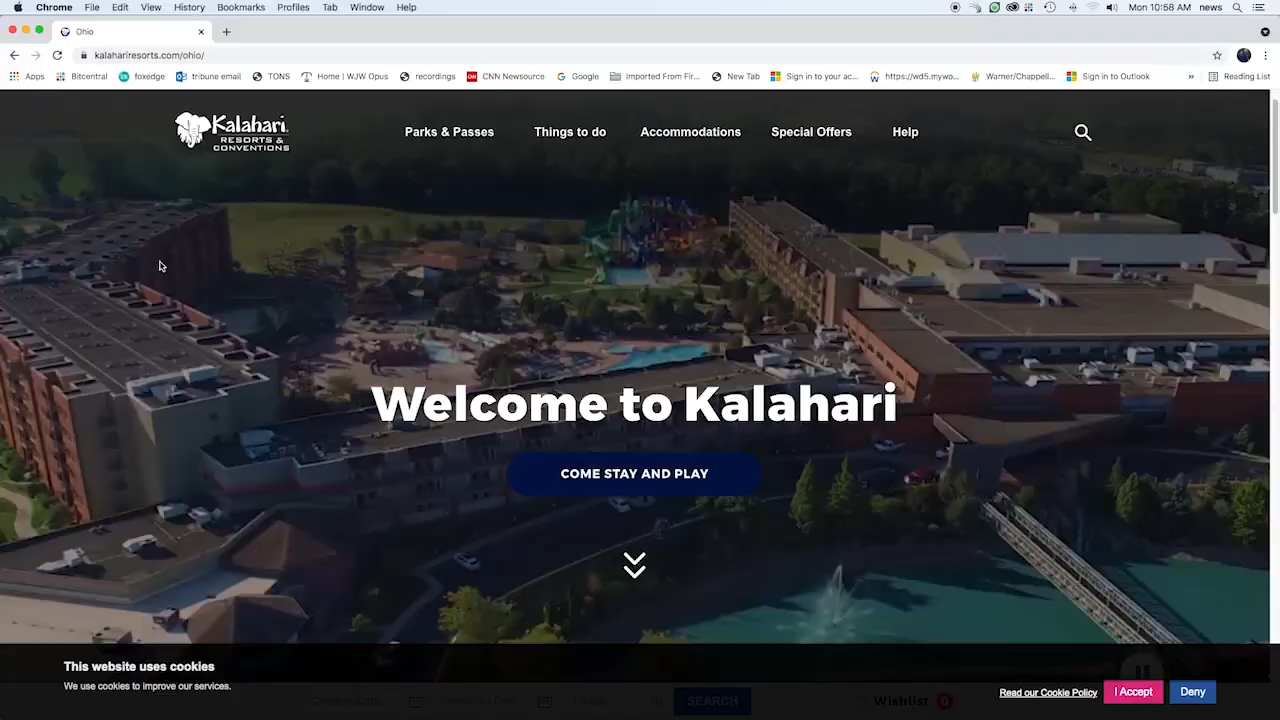 Chrome File Edit View History Bookmarks Profiles Tab Window Help Mon 10:58 AM news
Ohio
kalahariresorts.com/ohio/
Apps Bitcentral foxedge tribune email TONS Home | WJW Opus recordings CNN Newsource Google Imported From Fir... New Tab Sign in to your ac... https://wd5.mywo... Warner/Chappell... Sign in to Outlook » Reading List
Kalahari
RESORTS &
CONVENTIONS
Parks & Passes Things to do Accommodations Special Offers Help
Welcome to Kalahari
COME STAY AND PLAY
This website uses cookies
We use cookies to improve our services.
Read our Cookie Policy I Accept Deny
SEARCH Wishlist 0